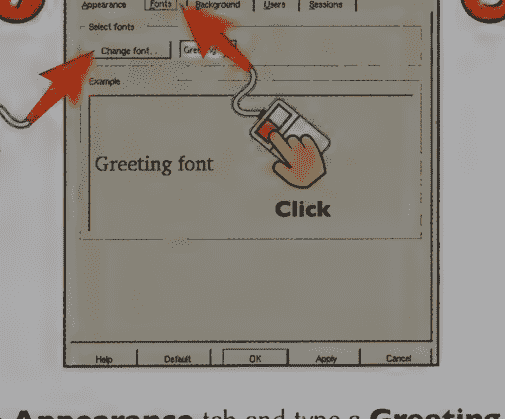 Appearance Fonts Background Users Sessions
Select fonts
Change font... Greeting
Example
Greeting font
Click
Help Default OK Apply Cancel
Appearance tab and type a Greeting